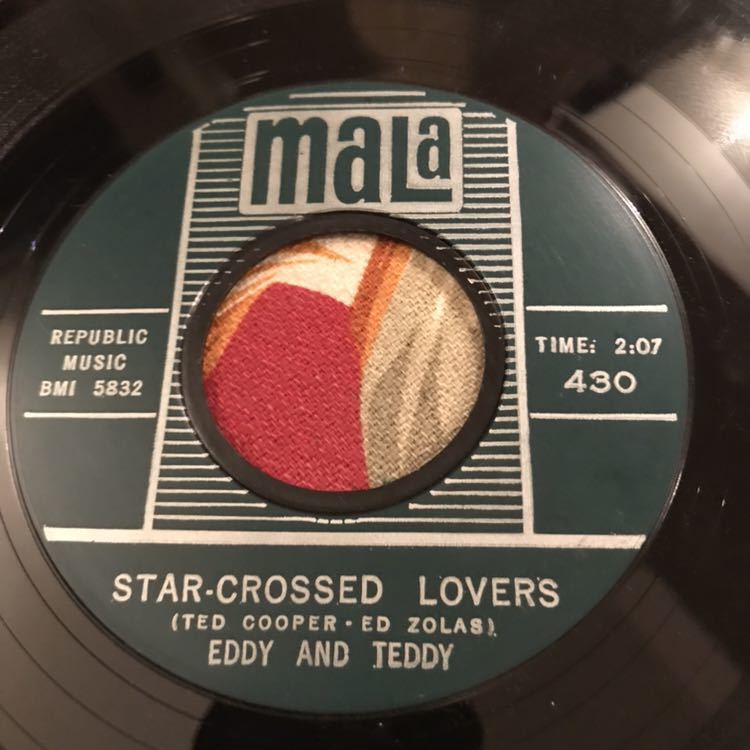 maLa
REPUBLIC
MUSIC
BMI 5832
TIME: 2:07
430
STAR-CROSSED LOVERS
(TED COOPER · ED ZOLAS)
EDDY AND TEDDY